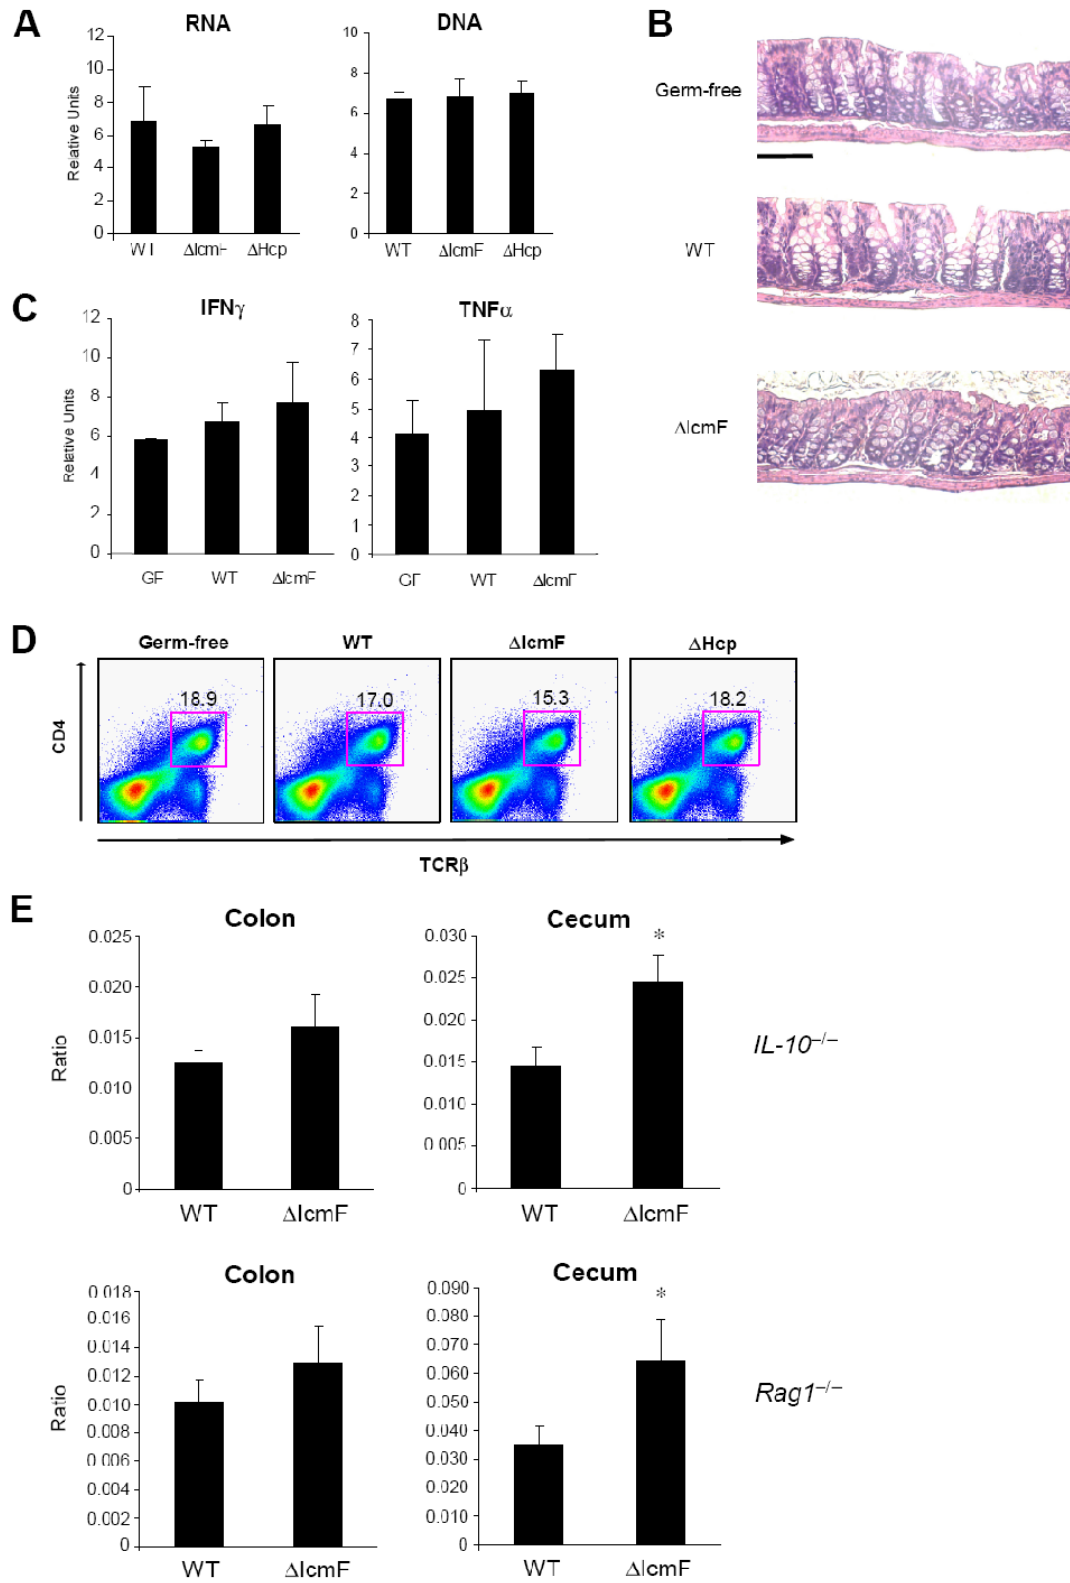 A
RNA
DNA
B
12
10
8
6
4
2
0
Relative Units
WT
ΔIcmF
ΔHcp
10
8
6
4
2
0
WT
ΔIcmF
ΔHcp
Germ-free
WT
ΔIcmF
C
IFNγ
TNFα
12
10
8
6
4
2
0
Relative Units
GF
WT
ΔIcmF
8
7
6
5
4
3
2
1
0
GF
WT
ΔIcmF
D
Germ-free
WT
ΔIcmF
ΔHcp
18.9
17.0
15.3
18.2
CD4
TCRβ
E
Colon
Cecum
0.025
0.020
0.015
0.010
0.005
0
Ratio
WT
ΔIcmF
0.030
0.025
0.020
0.015
0.010
0.005
0
*
WT
ΔIcmF
IL-10–/–
Colon
Cecum
0.018
0.016
0.014
0.012
0.010
0.008
0.006
0.004
0.002
0
Ratio
WT
ΔIcmF
0.090
0.080
0.070
0.060
0.050
0.040
0.030
0.020
0.010
0
*
WT
ΔIcmF
Rag1–/–